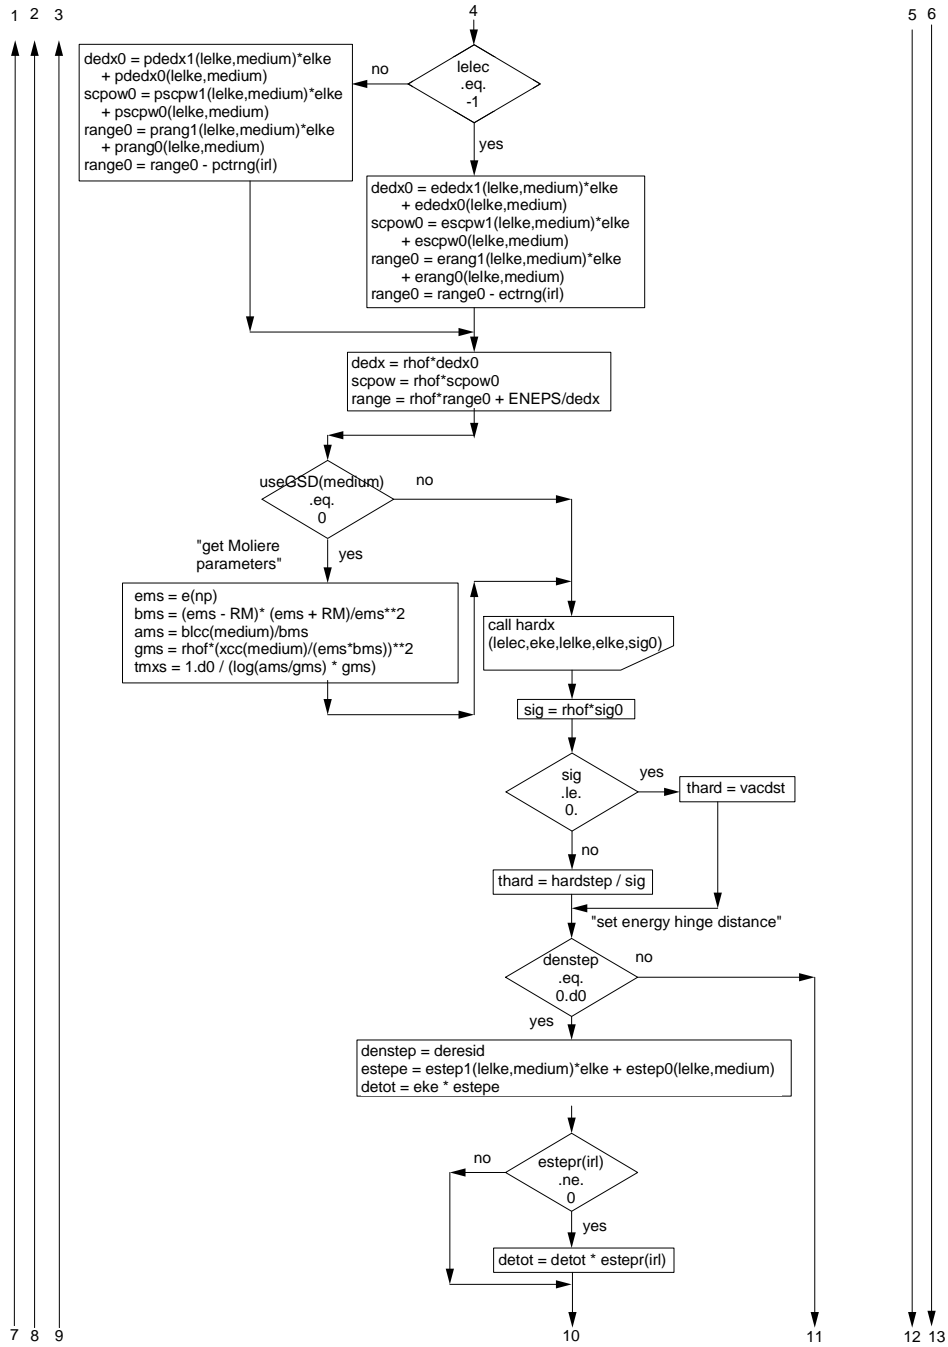 1 2 3
4
5 6
dedx0 = pdedx1(lelke,medium)*elke
+ pdedx0(lelke,medium)
scpow0 = pscpw1(lelke,medium)*elke
+ pscpw0(lelke,medium)
range0 = prang1(lelke,medium)*elke
+ prang0(lelke,medium)
range0 = range0 - pctrng(irl)
no
lelec
.eq.
-1
yes
dedx0 = ededx1(lelke,medium)*elke
+ ededx0(lelke,medium)
scpow0 = escpw1(lelke,medium)*elke
+ escpw0(lelke,medium)
range0 = erang1(lelke,medium)*elke
+ erang0(lelke,medium)
range0 = range0 - ectrng(irl)
dedx = rhof*dedx0
scpow = rhof*scpow0
range = rhof*range0 + ENEPS/dedx
useGSD(medium)
.eq.
0
no
"get Moliere
parameters"
yes
ems = e(np)
bms = (ems - RM)* (ems + RM)/ems**2
ams = blcc(medium)/bms
gms = rhof*(xcc(medium)/(ems*bms))**2
tmxs = 1.d0 / (log(ams/gms) * gms)
call hardx
(lelec,eke,lelke,elke,sig0)
sig = rhof*sig0
sig
.le.
0.
yes
thard = vacdst
no
thard = hardstep / sig
"set energy hinge distance"
denstep
.eq.
0.d0
no
yes
denstep = deresid
estepe = estep1(lelke,medium)*elke + estep0(lelke,medium)
detot = eke * estepe
no
estepr(irl)
.ne.
0
yes
detot = detot * estepr(irl)
7 8 9
10
11
12 13